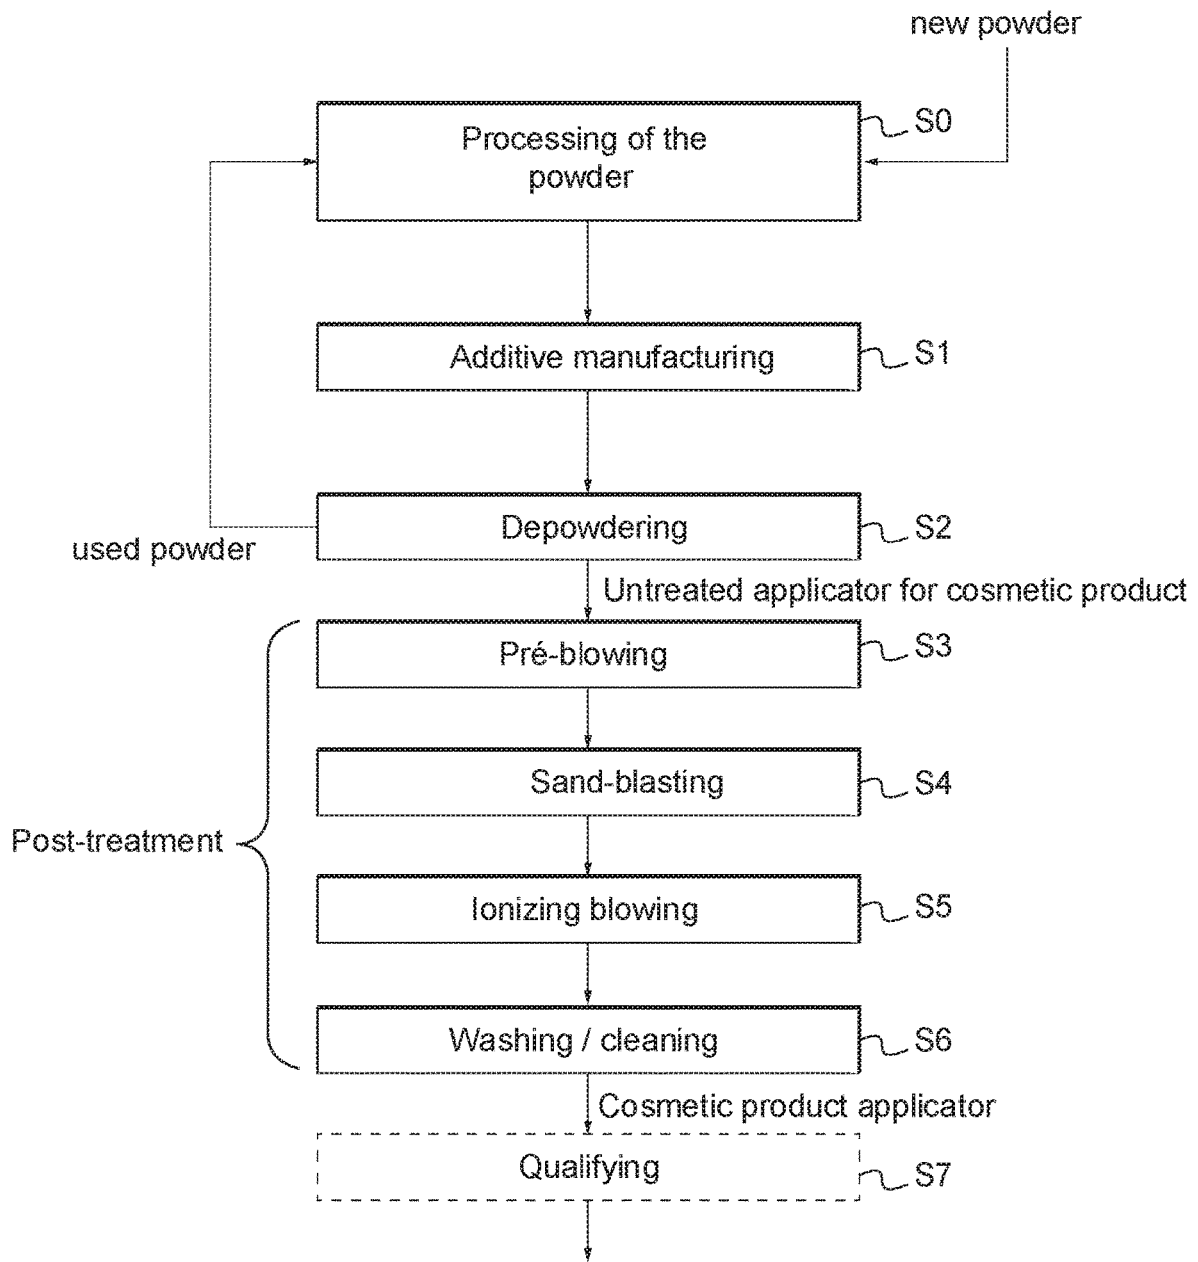 new powder
Processing of the
powder
S0
Additive manufacturing
S1
Depowdering
S2
used powder
Untreated applicator for cosmetic product
Pré-blowing
S3
Sand-blasting
S4
Post-treatment
Ionizing blowing
S5
Washing / cleaning
S6
Cosmetic product applicator
Qualifying
S7